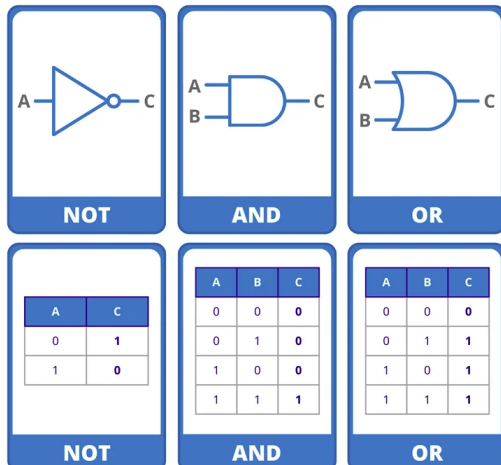 A C
NOT
A
B
C
AND
A
B
C
OR
A C
0 1
1 0
NOT
A B C
0 0 0
0 1 0
1 0 0
1 1 1
AND
A B C
0 0 0
0 1 1
1 0 1
1 1 1
OR